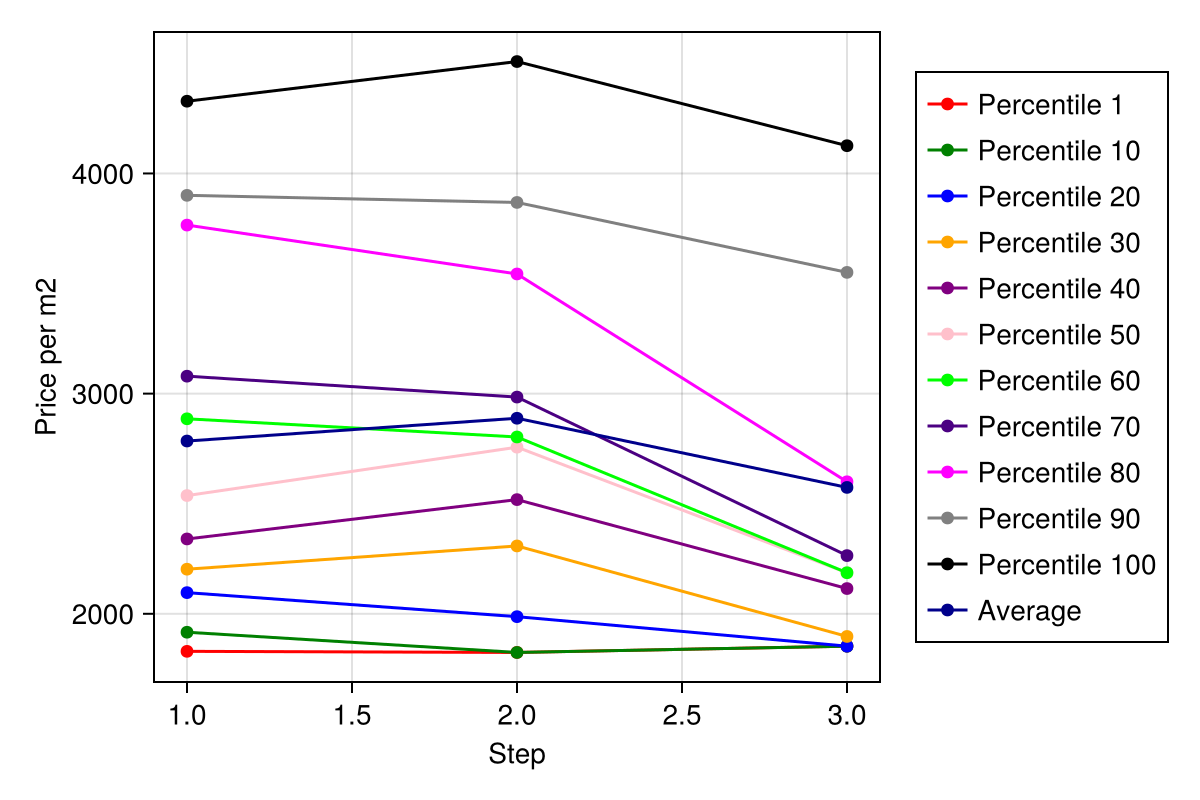 4000
3000
2000
Price per m2
1.0 1.5 2.0 2.5 3.0
Step
Percentile 1
Percentile 10
Percentile 20
Percentile 30
Percentile 40
Percentile 50
Percentile 60
Percentile 70
Percentile 80
Percentile 90
Percentile 100
Average